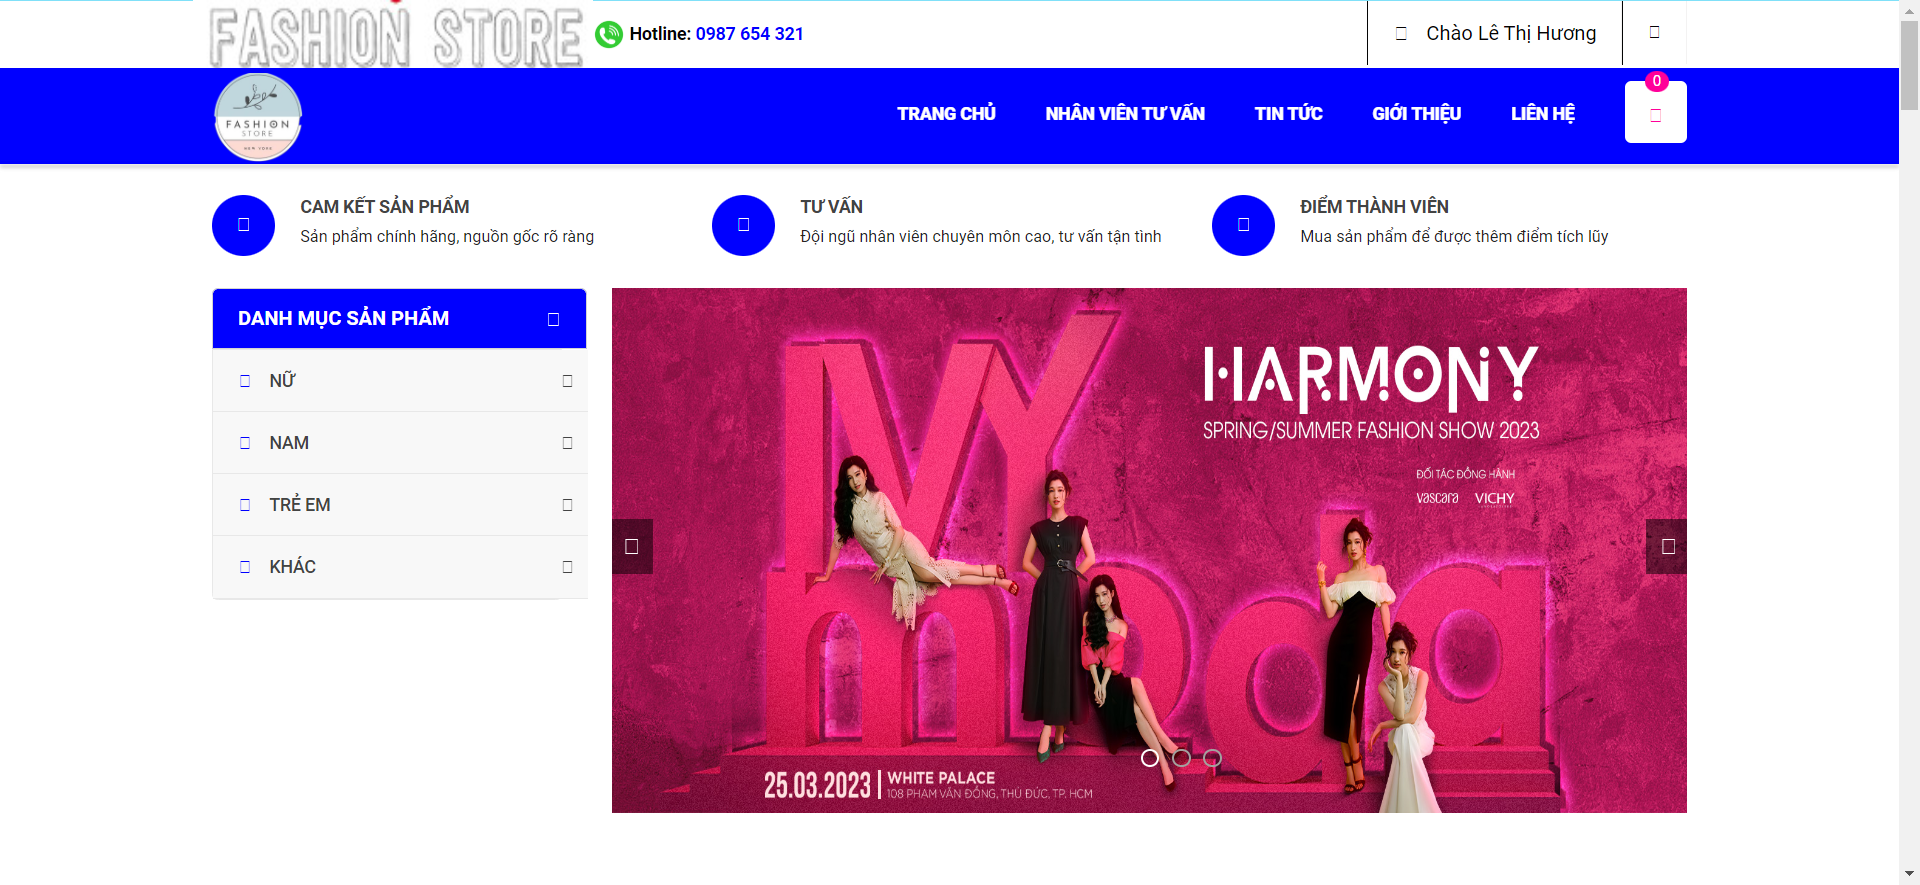 FASHION STORE
Hotline: 0987 654 321
Chào Lê Thị Hương
FASHION
STORE
NEW YORK
TRANG CHỦ
NHÂN VIÊN TƯ VẤN
TIN TỨC
GIỚI THIỆU
LIÊN HỆ
0
CAM KẾT SẢN PHẨM
Sản phẩm chính hãng, nguồn gốc rõ ràng
TƯ VẤN
Đội ngũ nhân viên chuyên môn cao, tư vấn tận tình
ĐIỂM THÀNH VIÊN
Mua sản phẩm để được thêm điểm tích lũy
DANH MỤC SẢN PHẨM
NỮ
NAM
TRẺ EM
KHÁC
IVY
moda
HARMONY
SPRING/SUMMER FASHION SHOW 2023
ĐỐI TÁC ĐỒNG HÀNH
vascara VICHY
25.03.2023 | WHITE PALACE
108 PHẠM VĂN ĐỒNG, THỦ ĐỨC, TP. HCM